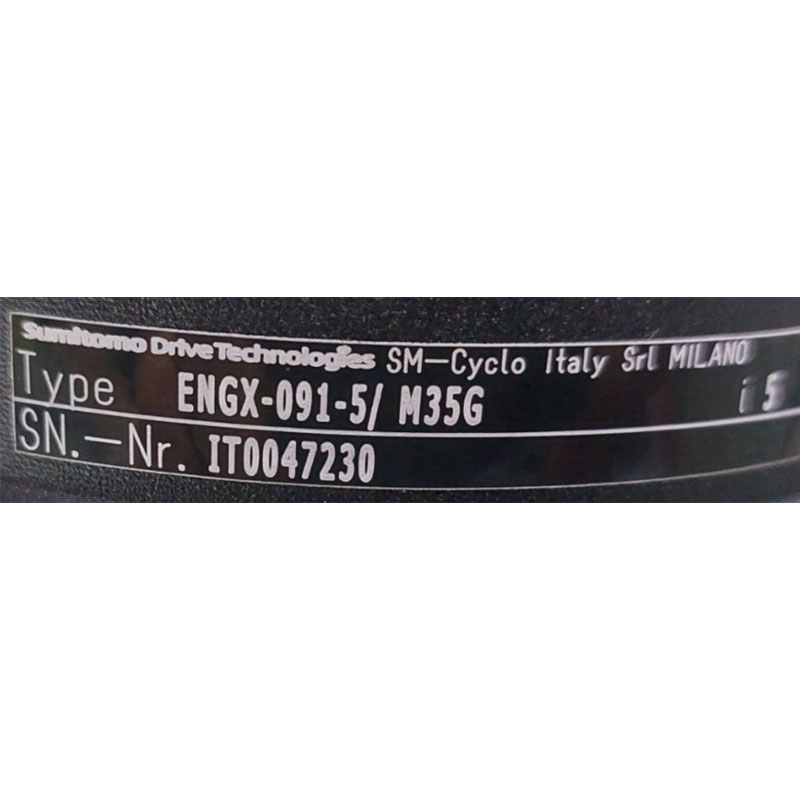 Sumitomo Drive Technologies SM-Cyclo Italy Srl MILANO
Type ENGX-091-5/ M35G i 5
SN.-Nr. IT0047230